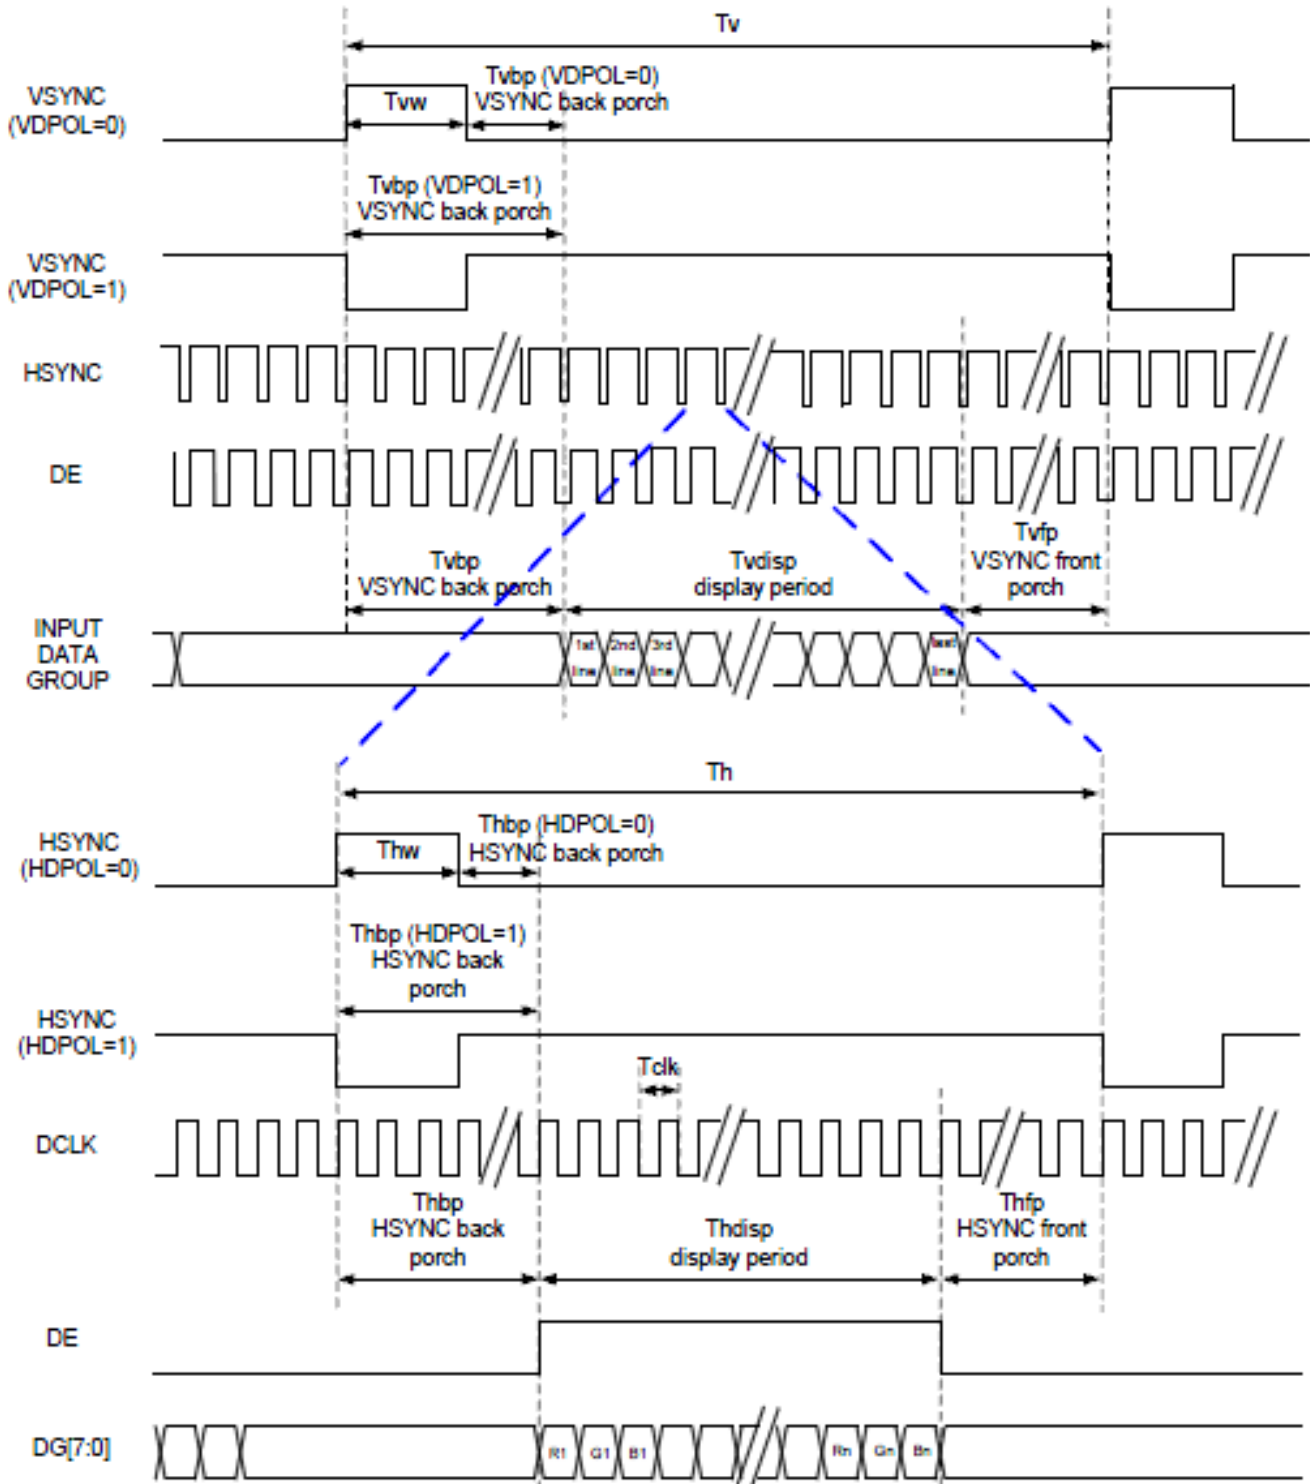 Tv
VSYNC
(VDPOL=0)
Tvw
Tvbp (VDPOL=0)
VSYNC back porch
Tvbp (VDPOL=1)
VSYNC back porch
VSYNC
(VDPOL=1)
HSYNC
DE
Tvbp
VSYNC back porch
Tvdisp
display period
Tvfp
VSYNC front
porch
INPUT
DATA
GROUP
1st
line
2nd
line
3rd
line
last
line
Th
HSYNC
(HDPOL=0)
Thw
Thbp (HDPOL=0)
HSYNC back porch
Thbp (HDPOL=1)
HSYNC back
porch
HSYNC
(HDPOL=1)
Tclk
DCLK
Thbp
HSYNC back
porch
Thdisp
display period
Thfp
HSYNC front
porch
DE
DG[7:0]
R1
G1
B1
Rn
Gn
Bn